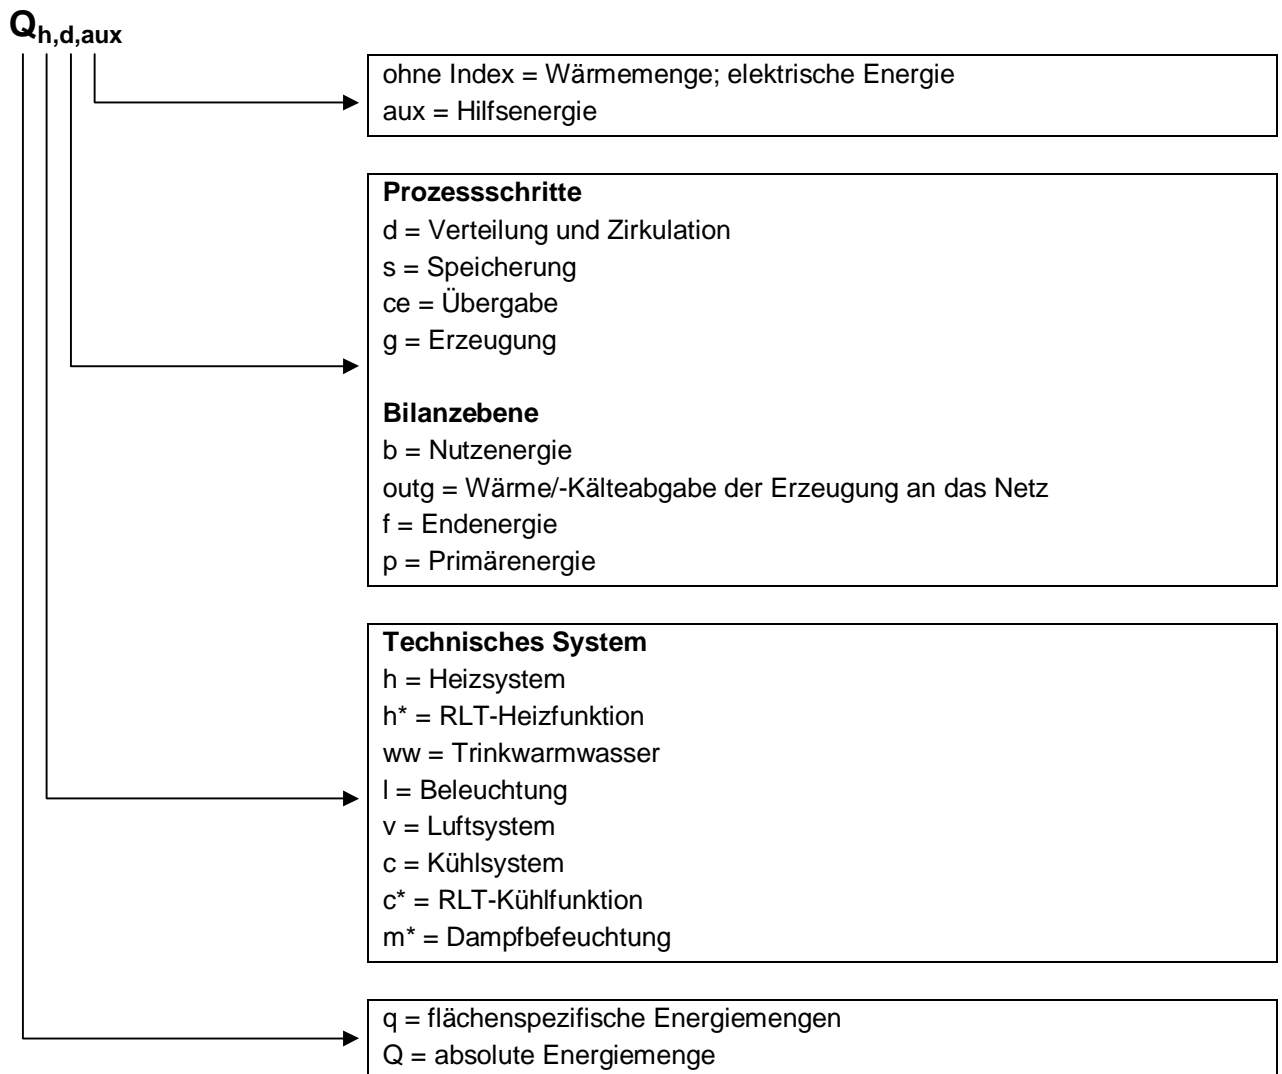 Qh,d,aux
ohne Index = Wärmemenge; elektrische Energie
aux = Hilfsenergie
Prozessschritte
d = Verteilung und Zirkulation
s = Speicherung
ce = Übergabe
g = Erzeugung
Bilanzebene
b = Nutzenergie
outg = Wärme/-Kälteabgabe der Erzeugung an das Netz
f = Endenergie
p = Primärenergie
Technisches System
h = Heizsystem
h* = RLT-Heizfunktion
ww = Trinkwarmwasser
l = Beleuchtung
v = Luftsystem
c = Kühlsystem
c* = RLT-Kühlfunktion
m* = Dampfbefeuchtung
q = flächenspezifische Energiemengen
Q = absolute Energiemenge